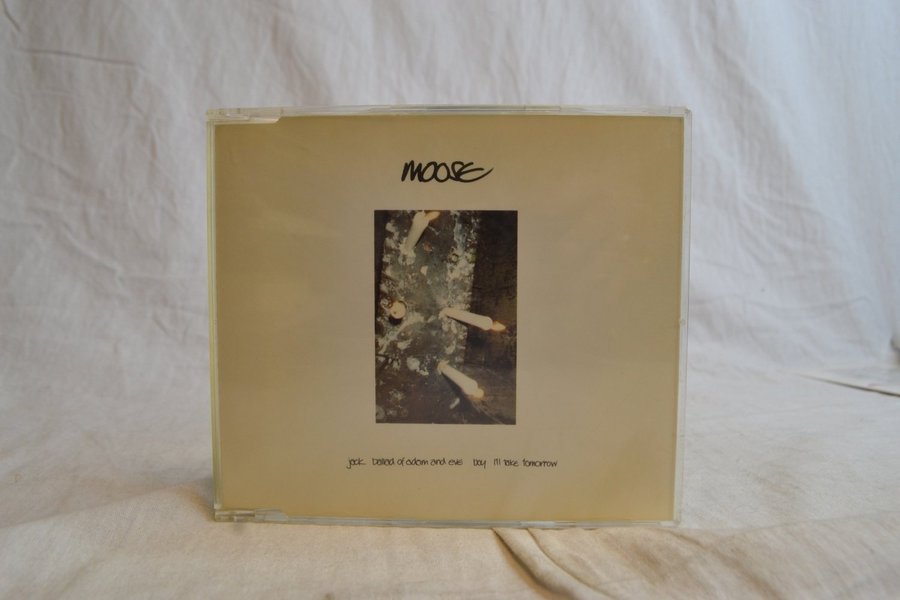 moose
jack ballad of adam and eve boy i'll take tomorrow